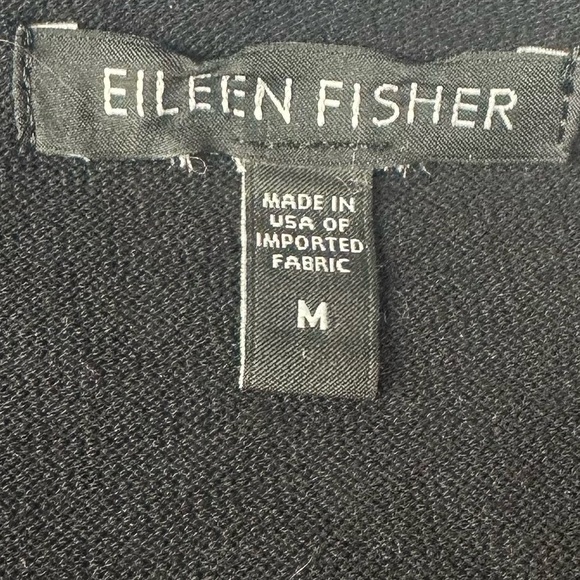 EILEEN FISHER
MADE IN
USA OF
IMPORTED
FABRIC
M